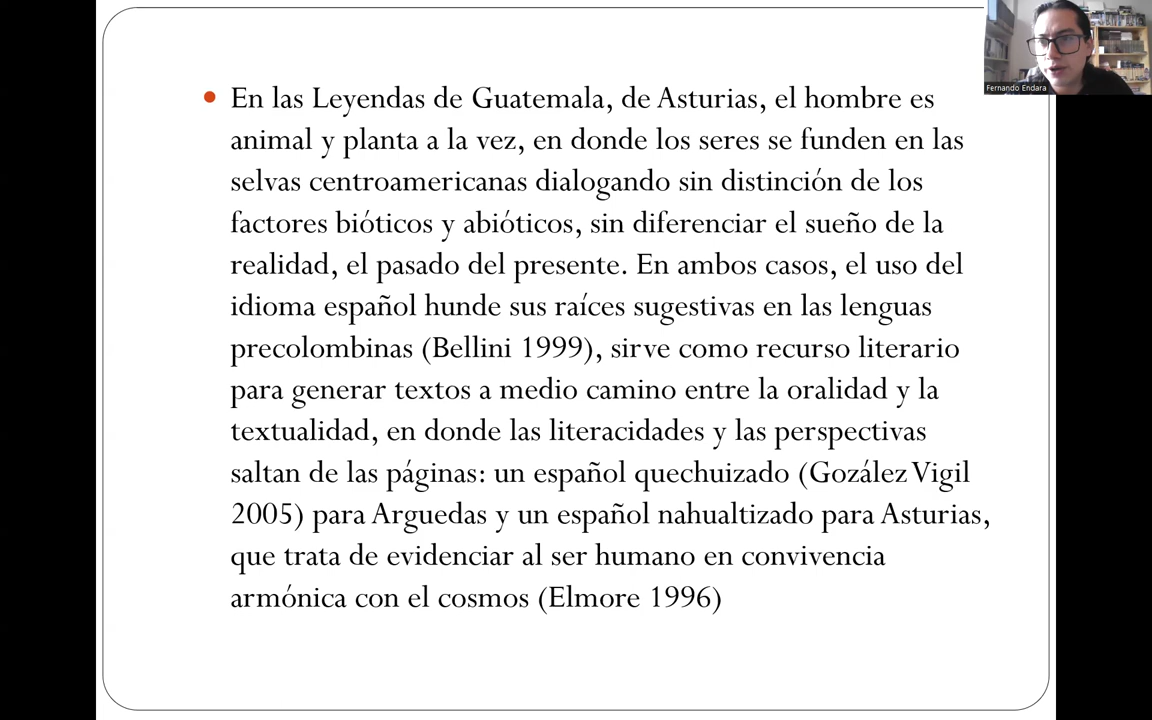 En las Leyendas de Guatemala, de Asturias, el hombre es
animal y planta a la vez, en donde los seres se funden en las
selvas centroamericanas dialogando sin distinción de los
factores bióticos y abióticos, sin diferenciar el sueño de la
realidad, el pasado del presente. En ambos casos, el uso del
idioma español hunde sus raíces sugestivas en las lenguas
precolombinas (Bellini 1999), sirve como recurso literario
para generar textos a medio camino entre la oralidad y la
textualidad, en donde las literacidades y las perspectivas
saltan de las páginas: un español quechuizado (Gozález Vigil
2005) para Arguedas y un español nahualtizado para Asturias,
que trata de evidenciar al ser humano en convivencia
armónica con el cosmos (Elmore 1996)
Fernando Endara